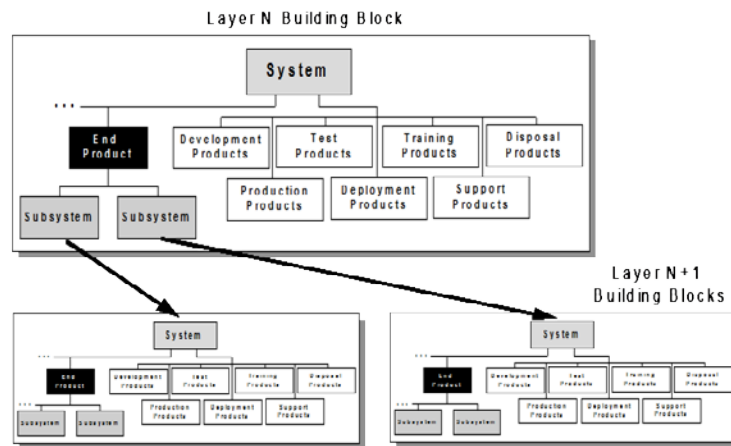 Layer N Building Block
System
...
End
Product
Development
Products
Test
Products
Training
Products
Disposal
Products
Production
Products
Deployment
Products
Support
Products
Subsystem
Subsystem
Layer N+1
Building Blocks
System
...
End
Product
Development
Products
Test
Products
Training
Products
Disposal
Products
Production
Products
Deployment
Products
Support
Products
...
Subsystem
Subsystem
System
...
End
Product
Development
Products
Test
Products
Training
Products
Disposal
Products
Production
Products
Deployment
Products
Support
Products
...
Subsystem
Subsystem